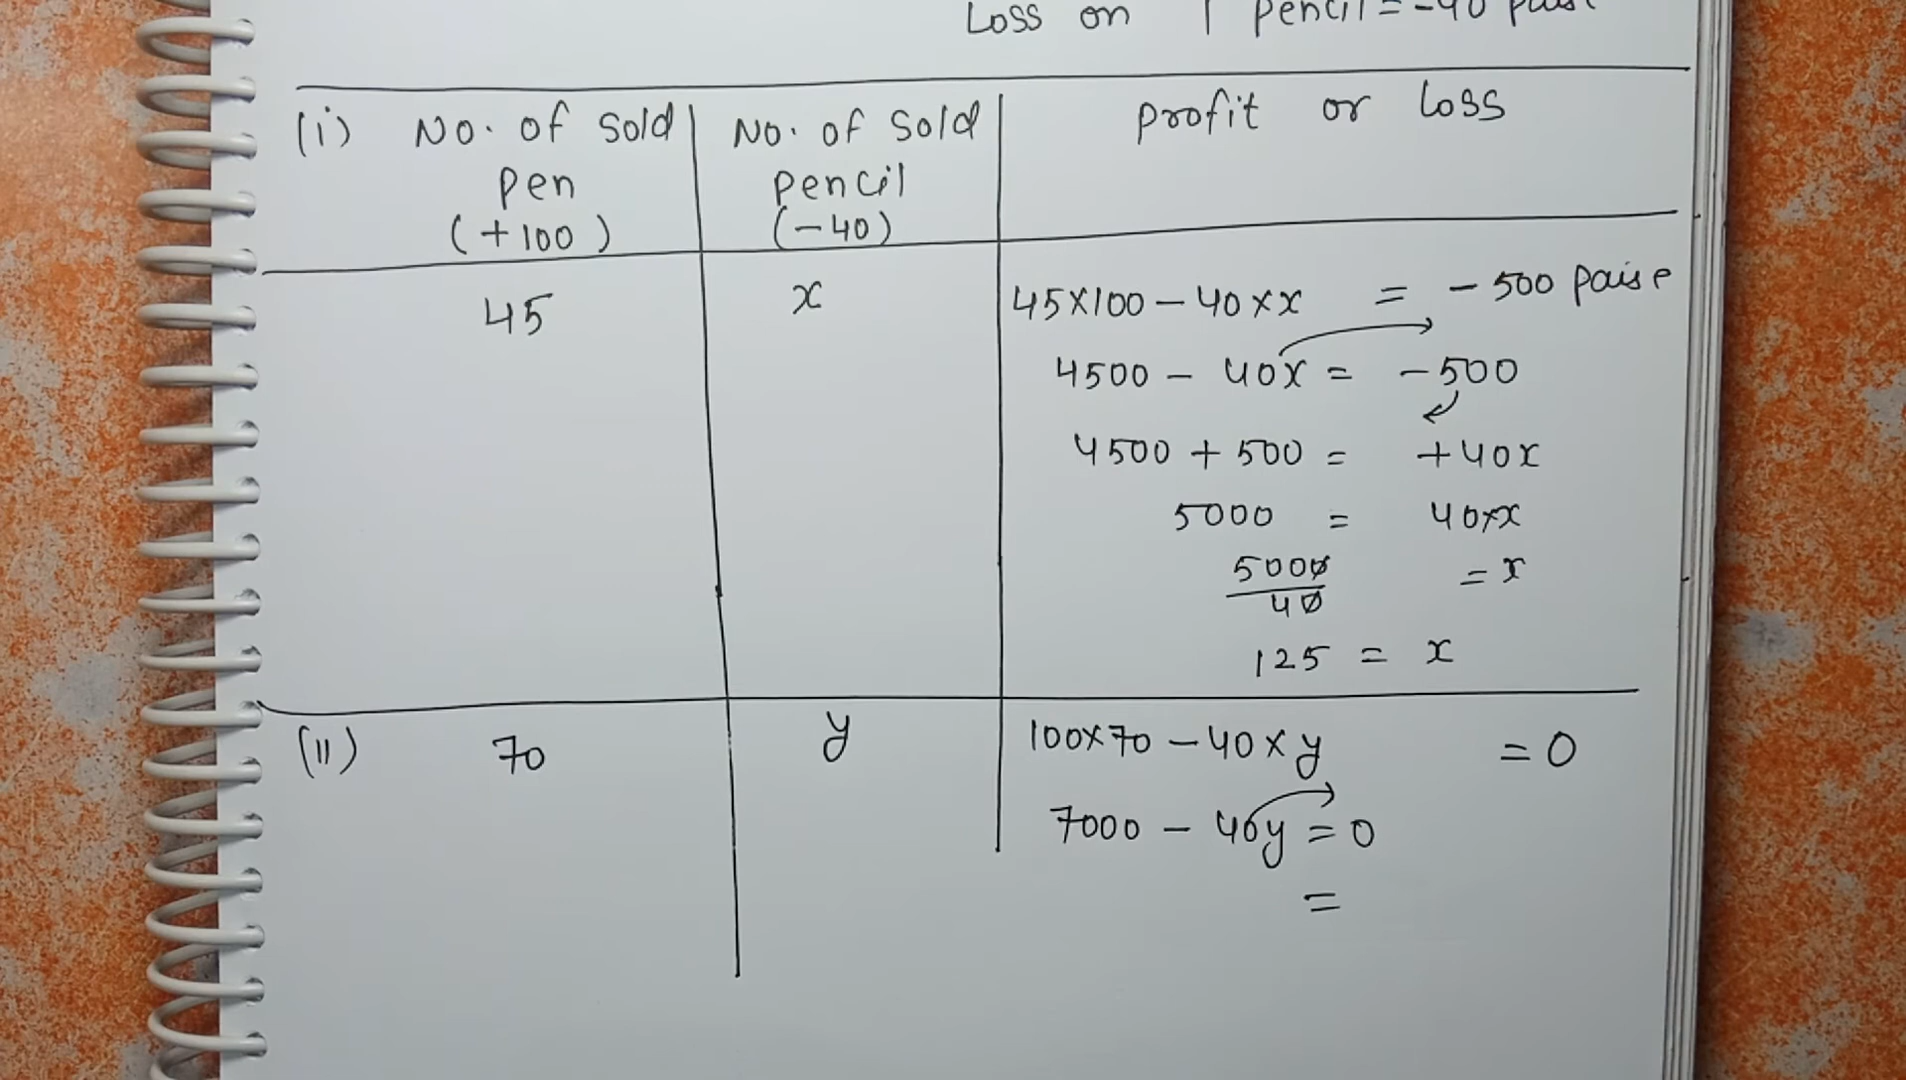 Loss on 1 pencil = -40 paise
(i) No. of sold pen (+100)
No. of sold pencil (-40)
profit or loss
45
x
45×100 - 40×x = - 500 paise
4500 - 40x = - 500
4500 + 500 = +40x
5000 = 40×x
5000/40 = x
125 = x
(11) 70
y
100×70 - 40×y = 0
7000 - 40y = 0
=